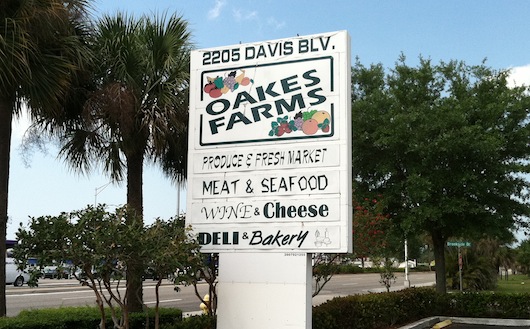 2205 DAVIS BLV.
OAKES
FARMS
PRODUCE & FRESH MARKET
MEAT & SEAFOOD
WINE & Cheese
DELI & Bakery